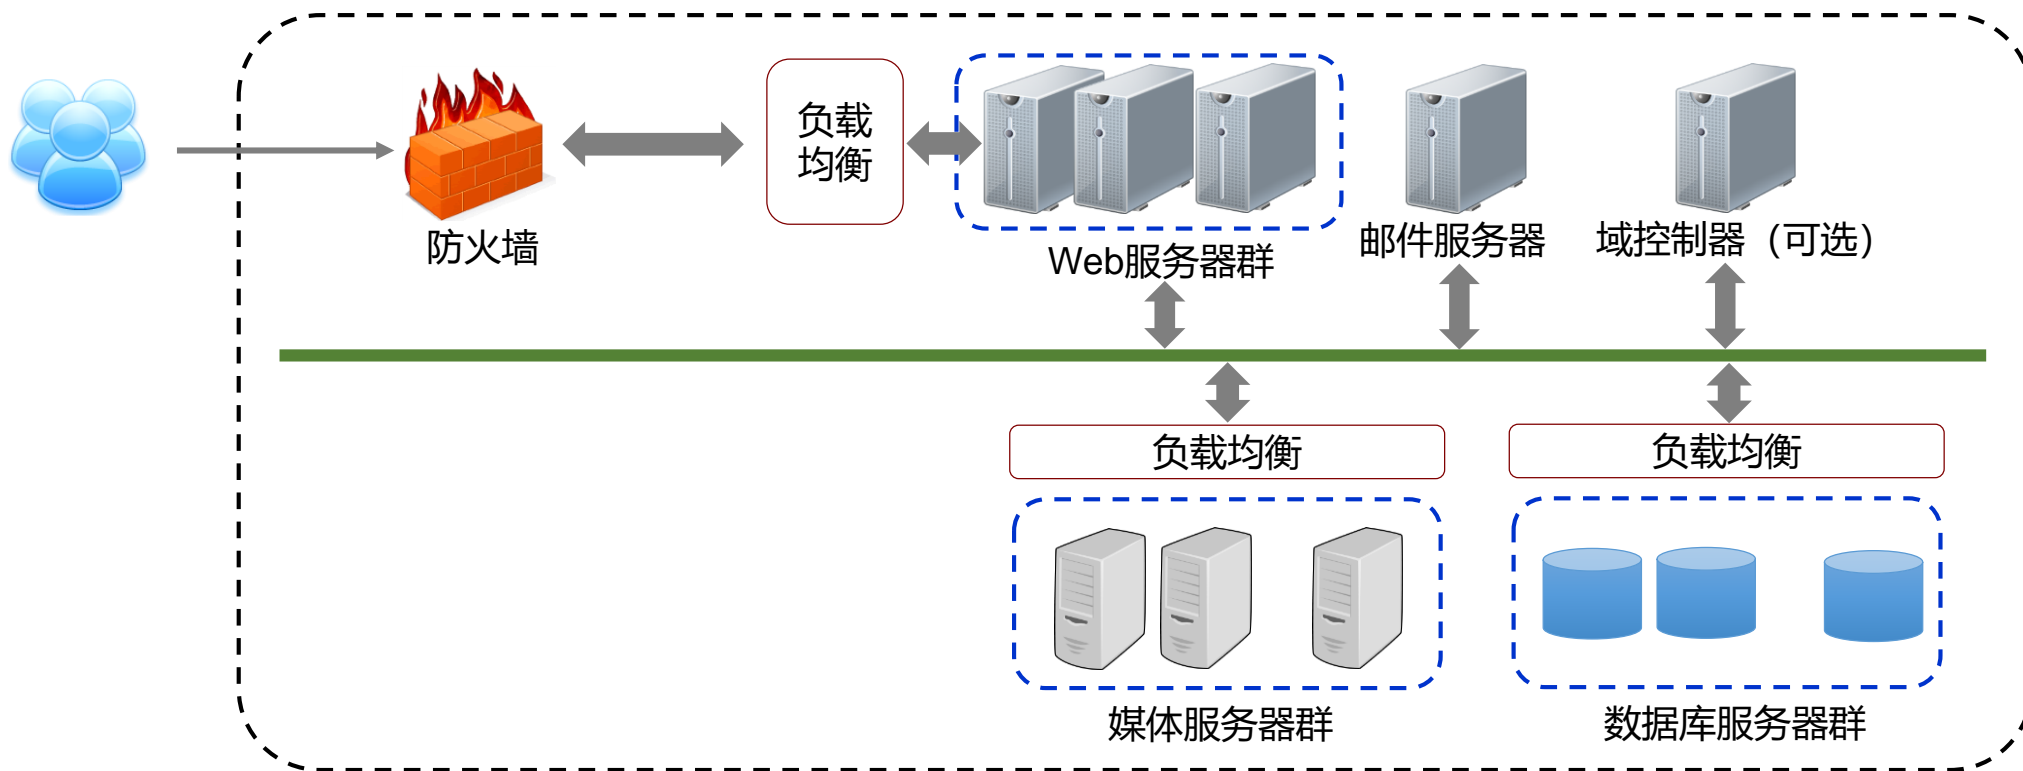 负载
均衡
防火墙
Web服务器群
邮件服务器
域控制器（可选）
负载均衡
负载均衡
媒体服务器群
数据库服务器群